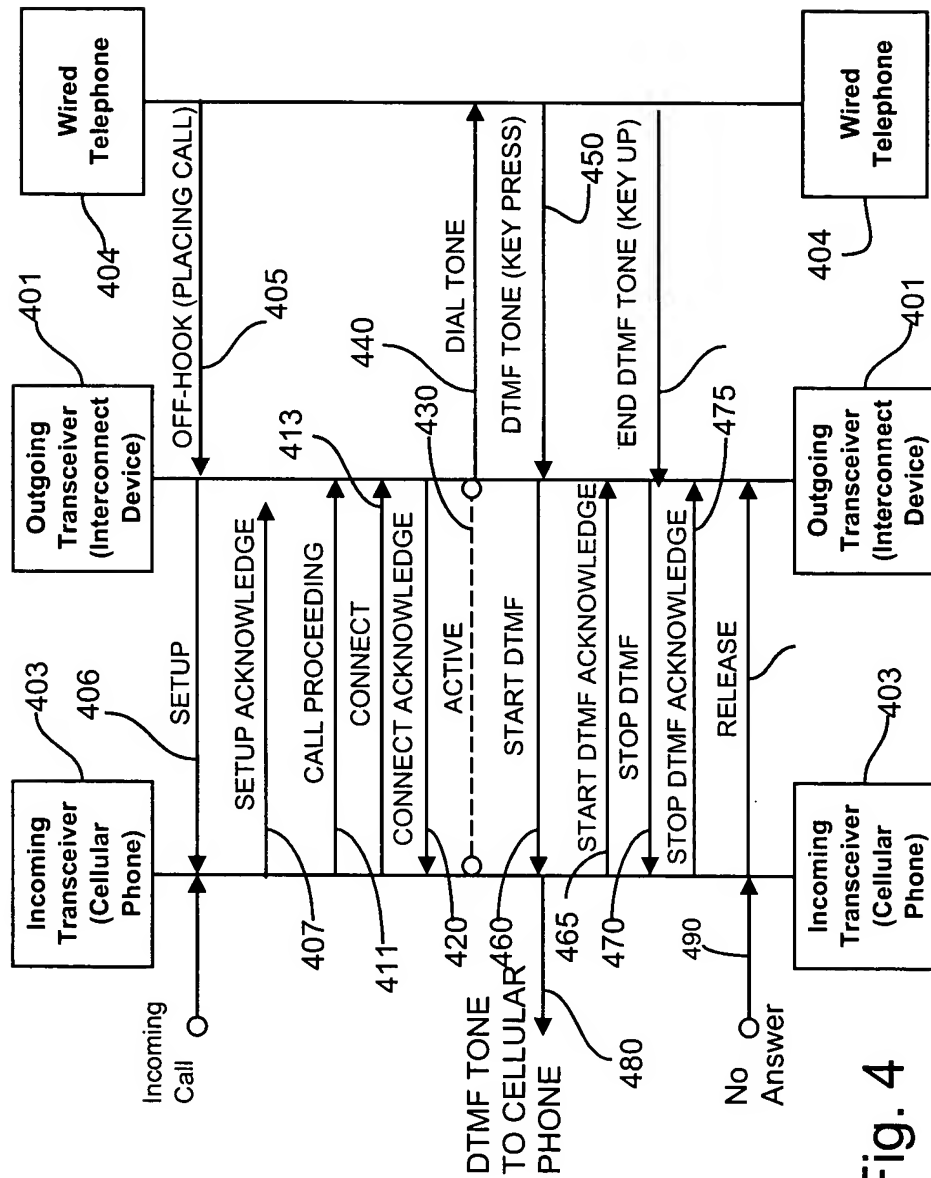 Incoming
Transceiver
(Cellular
Phone)
403
Outgoing
Transceiver
(Interconnect
Device)
401
Wired
Telephone
404
Incoming
Call
406
SETUP
OFF-HOOK (PLACING CALL)
405
SETUP ACKNOWLEDGE
407
CALL PROCEEDING
411
413
CONNECT
CONNECT ACKNOWLEDGE
420
ACTIVE
430
440
DIAL TONE
START DTMF
460
DTMF TONE (KEY PRESS)
450
DTMF TONE
TO CELLULAR
PHONE
480
START DTMF ACKNOWLEDGE
465
STOP DTMF
470
END DTMF TONE (KEY UP)
STOP DTMF ACKNOWLEDGE
475
RELEASE
490
No
Answer
Incoming
Transceiver
(Cellular
Phone)
403
Outgoing
Transceiver
(Interconnect
Device)
401
Wired
Telephone
404
Fig. 4